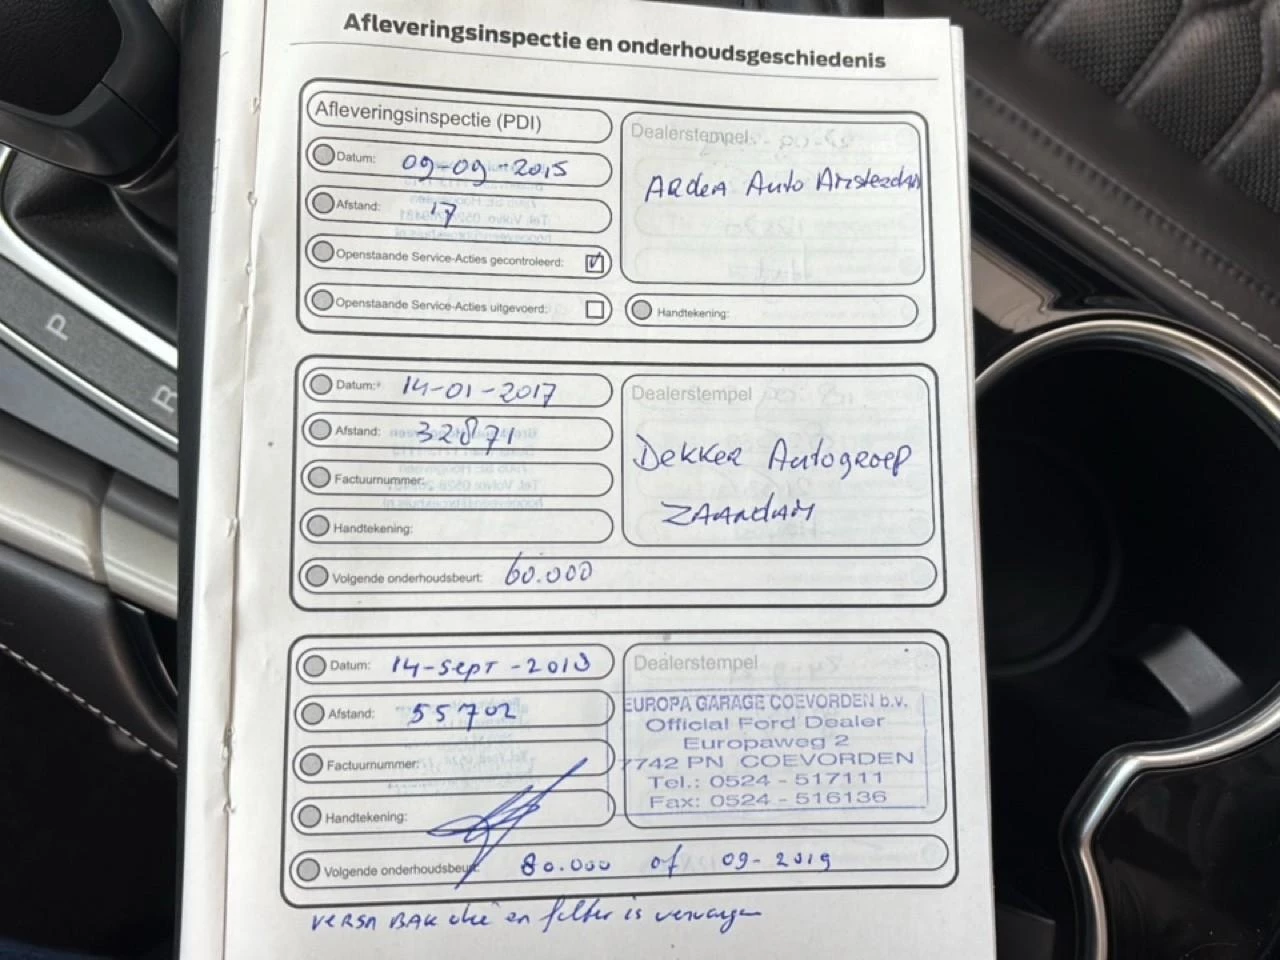 Afleveringsinspectie en onderhoudsgeschiedenis
Afleveringsinspectie (PDI)
Datum: 09-09-2015
Afstand: 17
Openstaande Service-Acties gecontroleerd:
Openstaande Service-Acties uitgevoerd:
Dealerstempel
Ardea Auto Amsterdam
Handtekening:
Datum: 14-01-2017
Afstand: 32871
Factuurnummer:
Handtekening:
Volgende onderhoudsbeurt: 60.000
Dealerstempel
Dekker Autogroep
Zaandam
Datum: 14-sept-2018
Afstand: 55702
Factuurnummer:
Handtekening:
Volgende onderhoudsbeurt: 80.000 of 09-2019
Dealerstempel
EUROPA GARAGE COEVORDEN b.v.
Official Ford Dealer
Europaweg 2
7742 PN COEVORDEN
Tel.: 0524 - 517111
Fax: 0524 - 516136
BAK olie en filter is vervangen
P
R